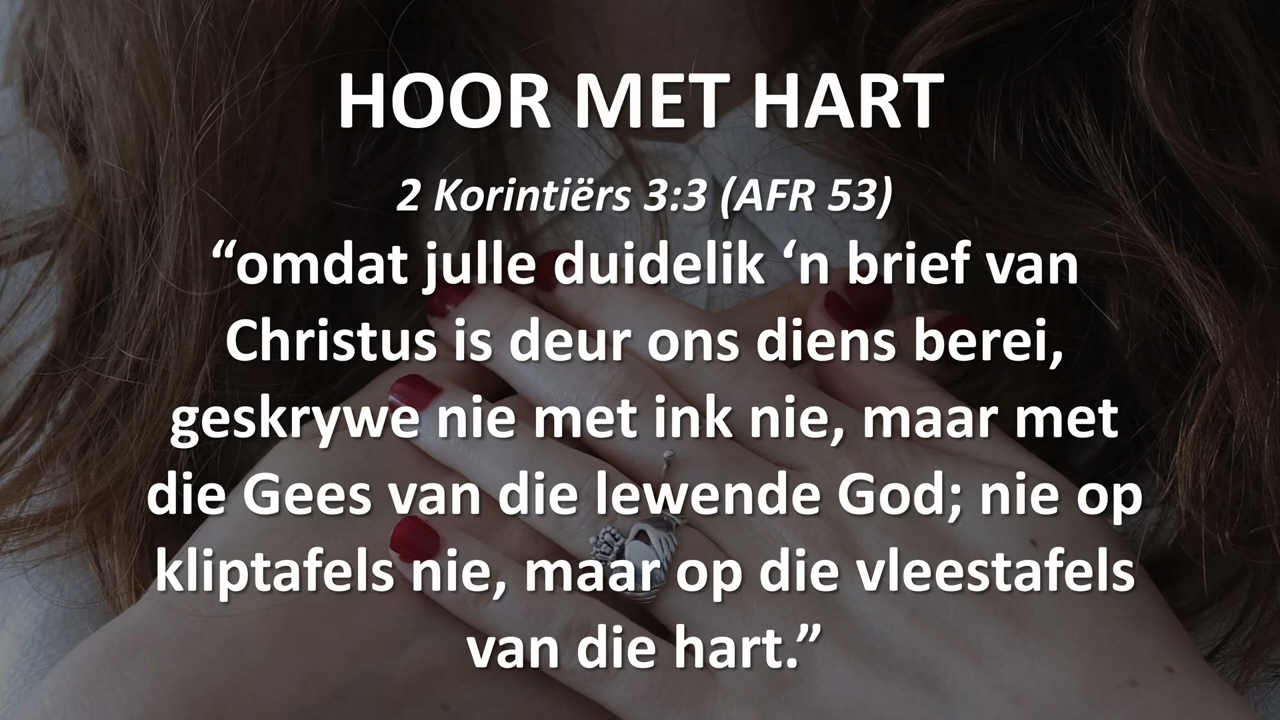 HOOR MET HART
2 Korintiërs 3:3 (AFR 53)
“omdat julle duidelik ‘n brief van
Christus is deur ons diens berei,
geskrywe nie met ink nie, maar met
die Gees van die lewende God; nie op
kliptafels nie, maar op die vleestafels
van die hart.”